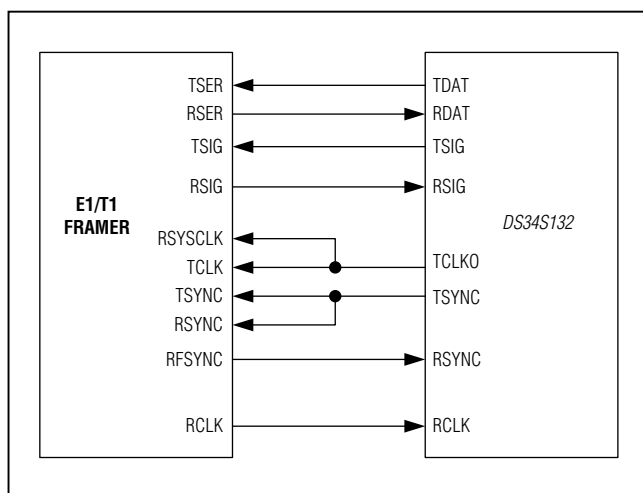 TSER TDAT
RSER RDAT
TSIG TSIG
RSIG RSIG
E1/T1
FRAMER
DS34S132
RSYSCLK
TCLK TCLKO
TSYNC TSYNC
RSYNC
RFSYNC RSYNC
RCLK RCLK